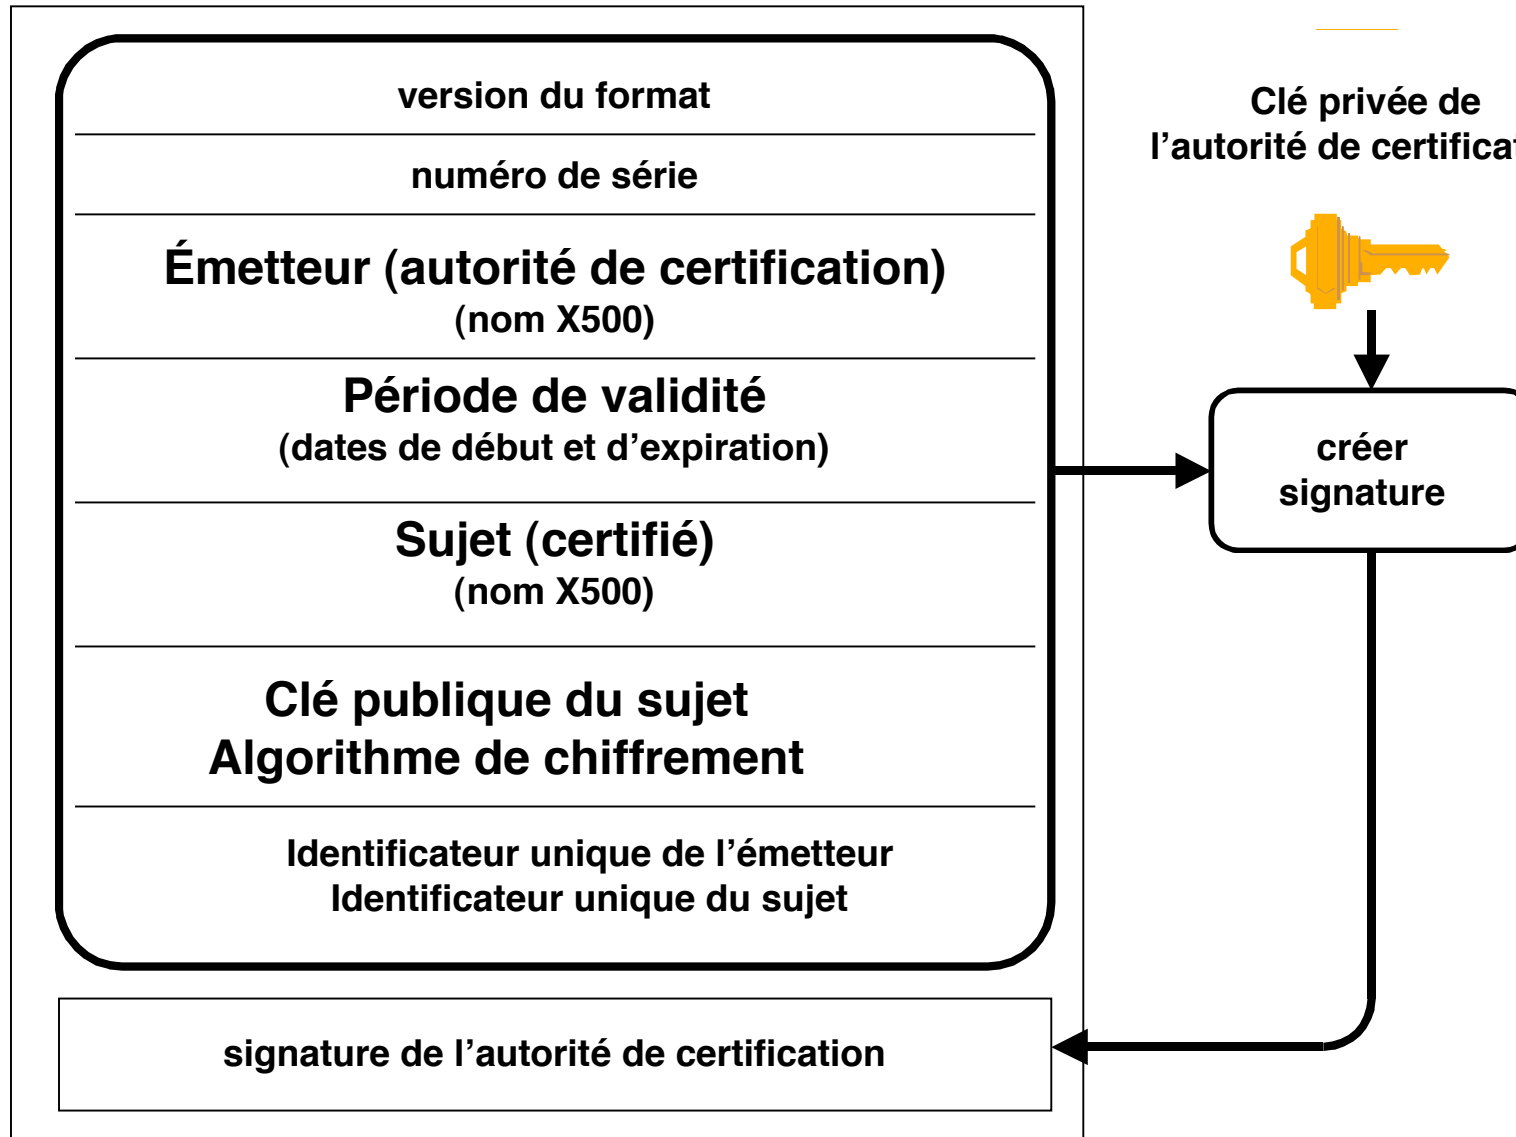 version du format
numéro de série
Émetteur (autorité de certification)
(nom X500)
Période de validité
(dates de début et d’expiration)
Sujet (certifié)
(nom X500)
Clé publique du sujet
Algorithme de chiffrement
Identificateur unique de l’émetteur
Identificateur unique du sujet
signature de l’autorité de certification
Clé privée de
l’autorité de
créer
signature